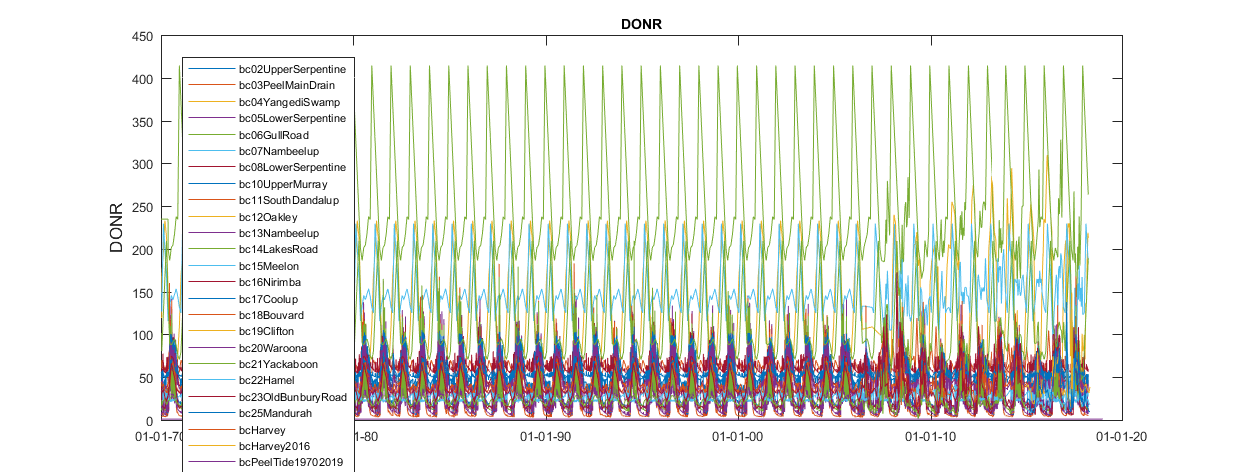 DONR
450
400
350
300
250
200
150
100
50
0
DONR
bc02UpperSerpentine
bc03PeelMainDrain
bc04YangediSwamp
bc05LowerSerpentine
bc06GullRoad
bc07Nambeelup
bc08LowerSerpentine
bc10UpperMurray
bc11SouthDandalup
bc12Oakley
bc13Nambeelup
bc14LakesRoad
bc15Meelon
bc16Nirimba
bc17Coolup
bc18Bouvard
bc19Clifton
bc20Waroona
bc21Yackaboon
bc22Hamel
bc23OldBunburyRoad
bc25Mandurah
bcHarvey
bcHarvey2016
bcPeelTide19702019
01-01-70 1-80 01-01-90 01-01-00 01-01-10 01-01-20